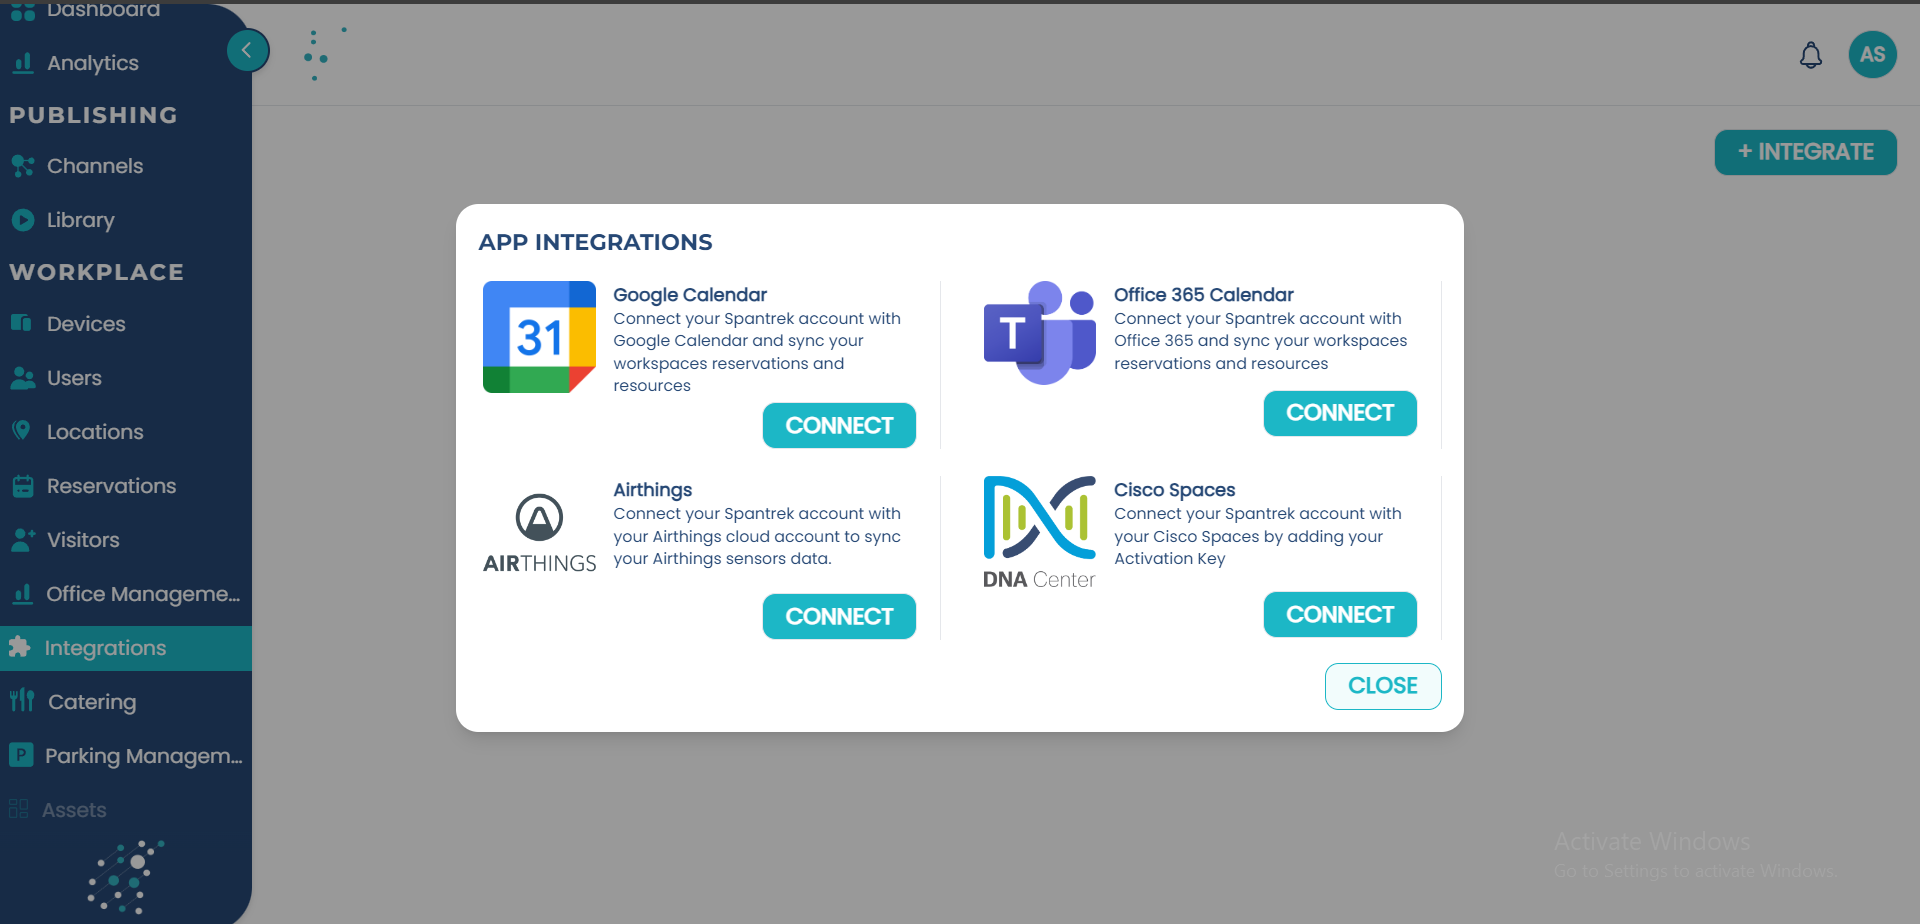 Dashboard
Analytics
PUBLISHING
Channels
Library
WORKPLACE
Devices
Users
Locations
Reservations
Visitors
Office Manageme...
Integrations
Catering
P
Parking Managem...
Assets
AS
+ INTEGRATE
APP INTEGRATIONS
31
Google Calendar
Connect your Spantrek account with
Google Calendar and sync your
workspaces reservations and
resources
CONNECT
T
Office 365 Calendar
Connect your Spantrek account with
Office 365 and sync your workspaces
reservations and resources
CONNECT
AIRTHINGS
Airthings
Connect your Spantrek account with
your Airthings cloud account to sync
your Airthings sensors data.
CONNECT
DNA Center
Cisco Spaces
Connect your Spantrek account with
your Cisco Spaces by adding your
Activation Key
CONNECT
CLOSE
Activate Windows
Go to Settings to activate Windows.